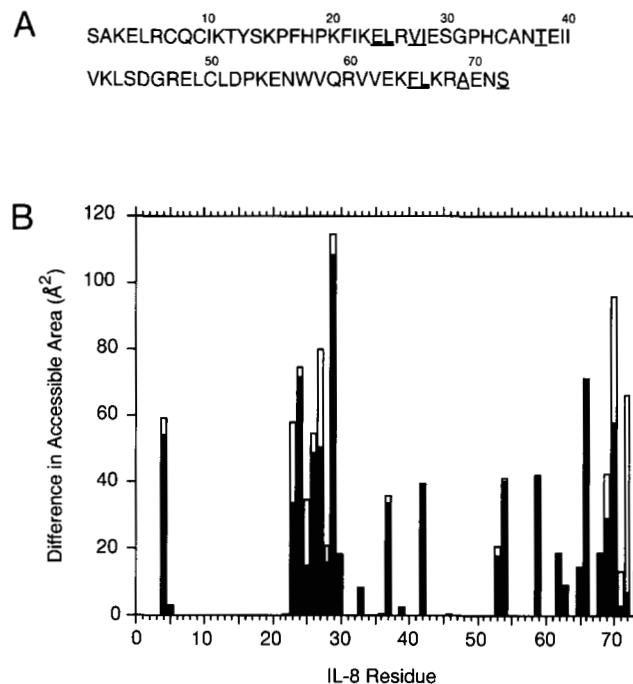 A
10 20 30 40
SAKELRCQCIKTYSKPFHPKFIKELRVIESGPHCANTEII
50 60 70
VKLSDGRELCLDPKENWVQRVVEKFLKRAENS
B
120
100
80
60
40
20
0
Difference in Accessible Area (Å²)
0 10 20 30 40 50 60 70
IL-8 Residue